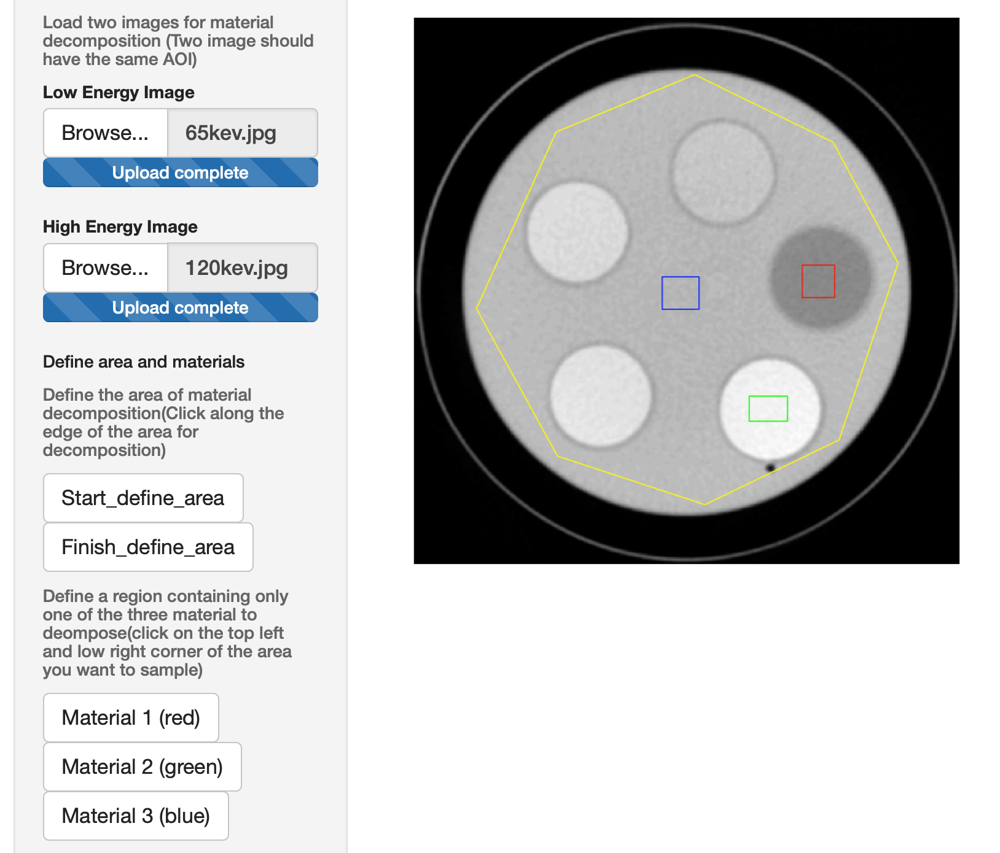 Load two images for material
decomposition (Two image should
have the same AOI)
Low Energy Image
Browse... 65kev.jpg
Upload complete
High Energy Image
Browse... 120kev.jpg
Upload complete
Define area and materials
Define the area of material
decomposition(Click along the
edge of the area for
decomposition)
Start_define_area
Finish_define_area
Define a region containing only
one of the three material to
deompose(click on the top left
and low right corner of the area
you want to sample)
Material 1 (red)
Material 2 (green)
Material 3 (blue)